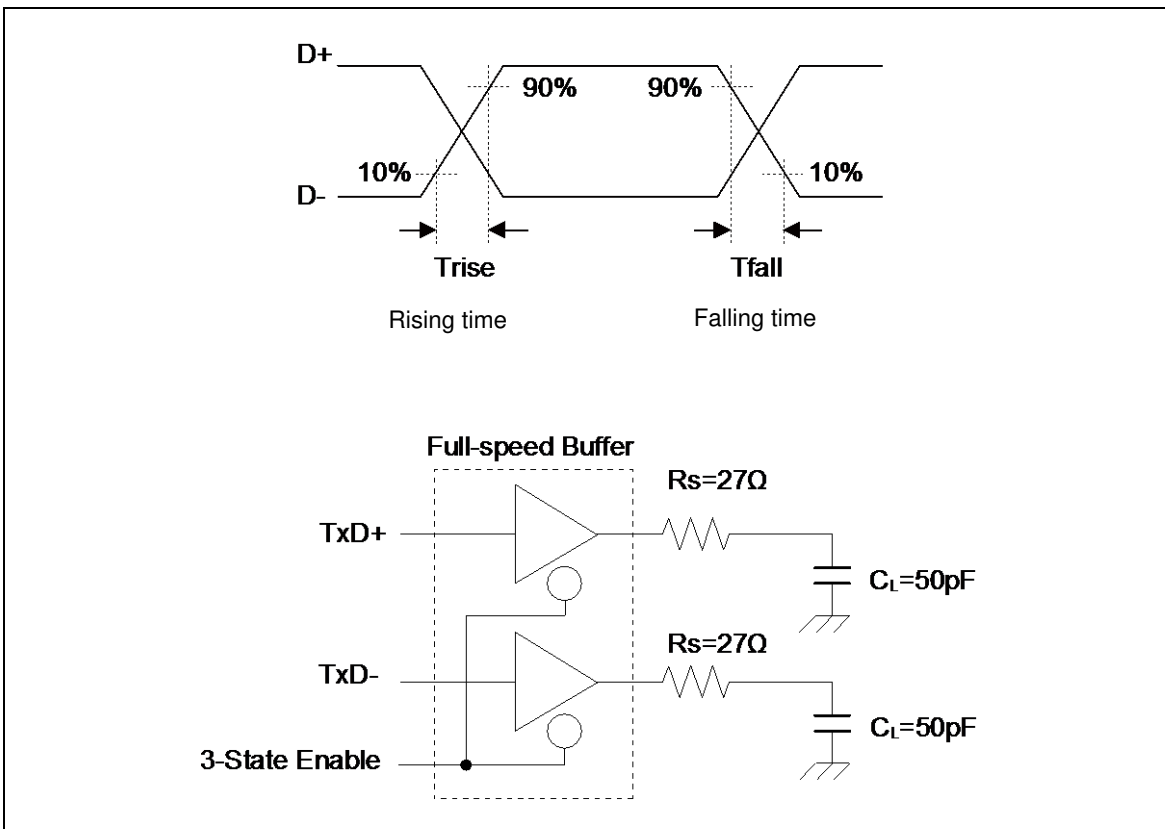 D+
90% 90%
10% 10%
D-
Trise Tfall
Rising time Falling time
Full-speed Buffer
Rs=27Ω
TxD+
CL=50pF
Rs=27Ω
TxD-
CL=50pF
3-State Enable